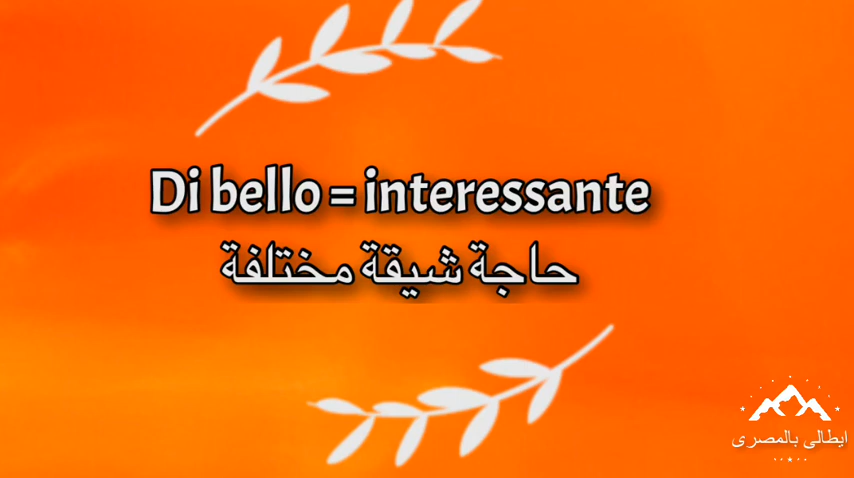 Di bello = interessante
حاجة شيقة مختلفة
ايطالى بالمصرى